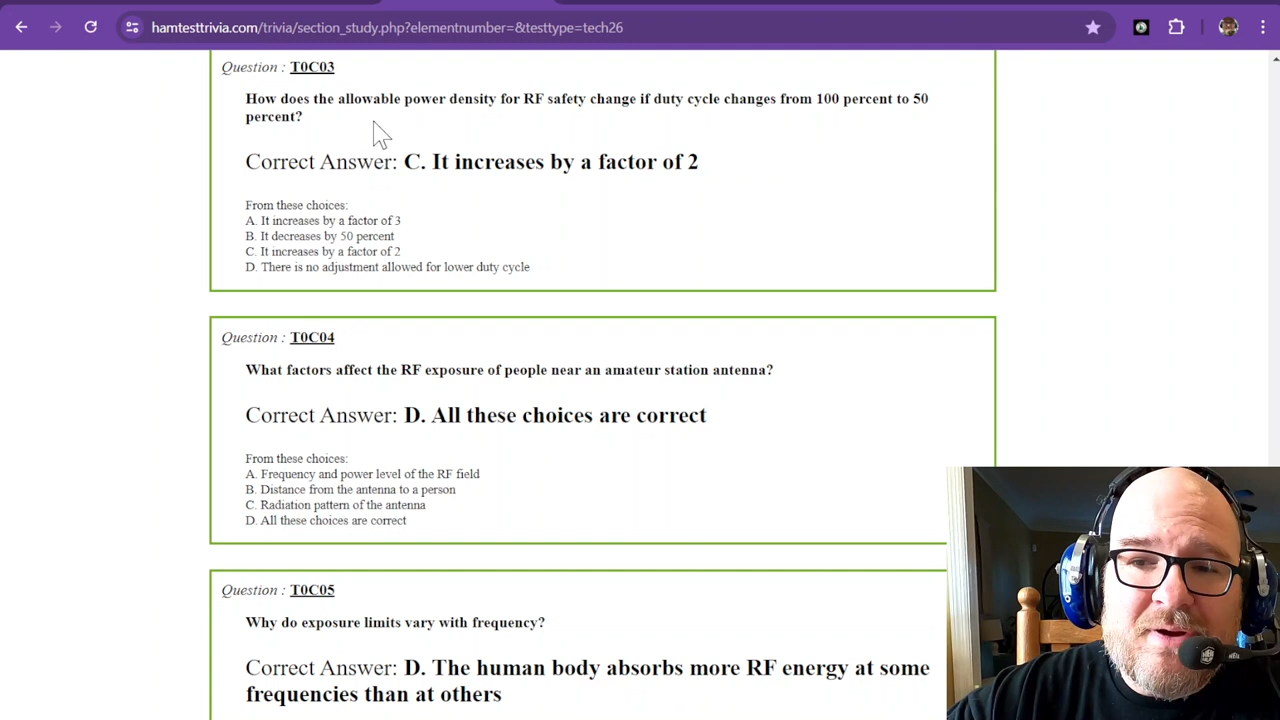 hamtesttrivia.com/trivia/section_study.php?elementnumber=&testtype=tech26
Question : T0C03
How does the allowable power density for RF safety change if duty cycle changes from 100 percent to 50
percent?
Correct Answer: C. It increases by a factor of 2
From these choices:
A. It increases by a factor of 3
B. It decreases by 50 percent
C. It increases by a factor of 2
D. There is no adjustment allowed for lower duty cycle
Question : T0C04
What factors affect the RF exposure of people near an amateur station antenna?
Correct Answer: D. All these choices are correct
From these choices:
A. Frequency and power level of the RF field
B. Distance from the antenna to a person
C. Radiation pattern of the antenna
D. All these choices are correct
Question : T0C05
Why do exposure limits vary with frequency?
Correct Answer: D. The human body absorbs more RF energy at some
frequencies than at others